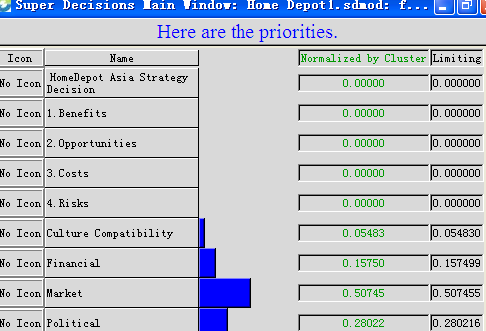 Super Decisions Main Window: Home Depot1.sdmod: f...
Here are the priorities.
Icon Name Normalized by Cluster Limiting
No Icon HomeDepot Asia Strategy Decision 0.00000 0.000000
No Icon 1.Benefits 0.00000 0.000000
No Icon 2.Opportunities 0.00000 0.000000
No Icon 3.Costs 0.00000 0.000000
No Icon 4.Risks 0.00000 0.000000
No Icon Culture Compatibility 0.05483 0.054830
No Icon Financial 0.15750 0.157499
No Icon Market 0.50745 0.507455
No Icon Political 0.28022 0.280216